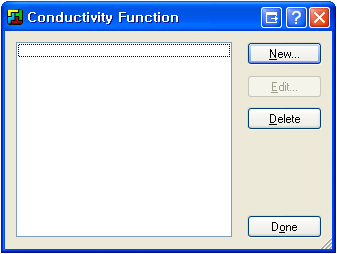 Conductivity Function
New...
Edit...
Delete
Done